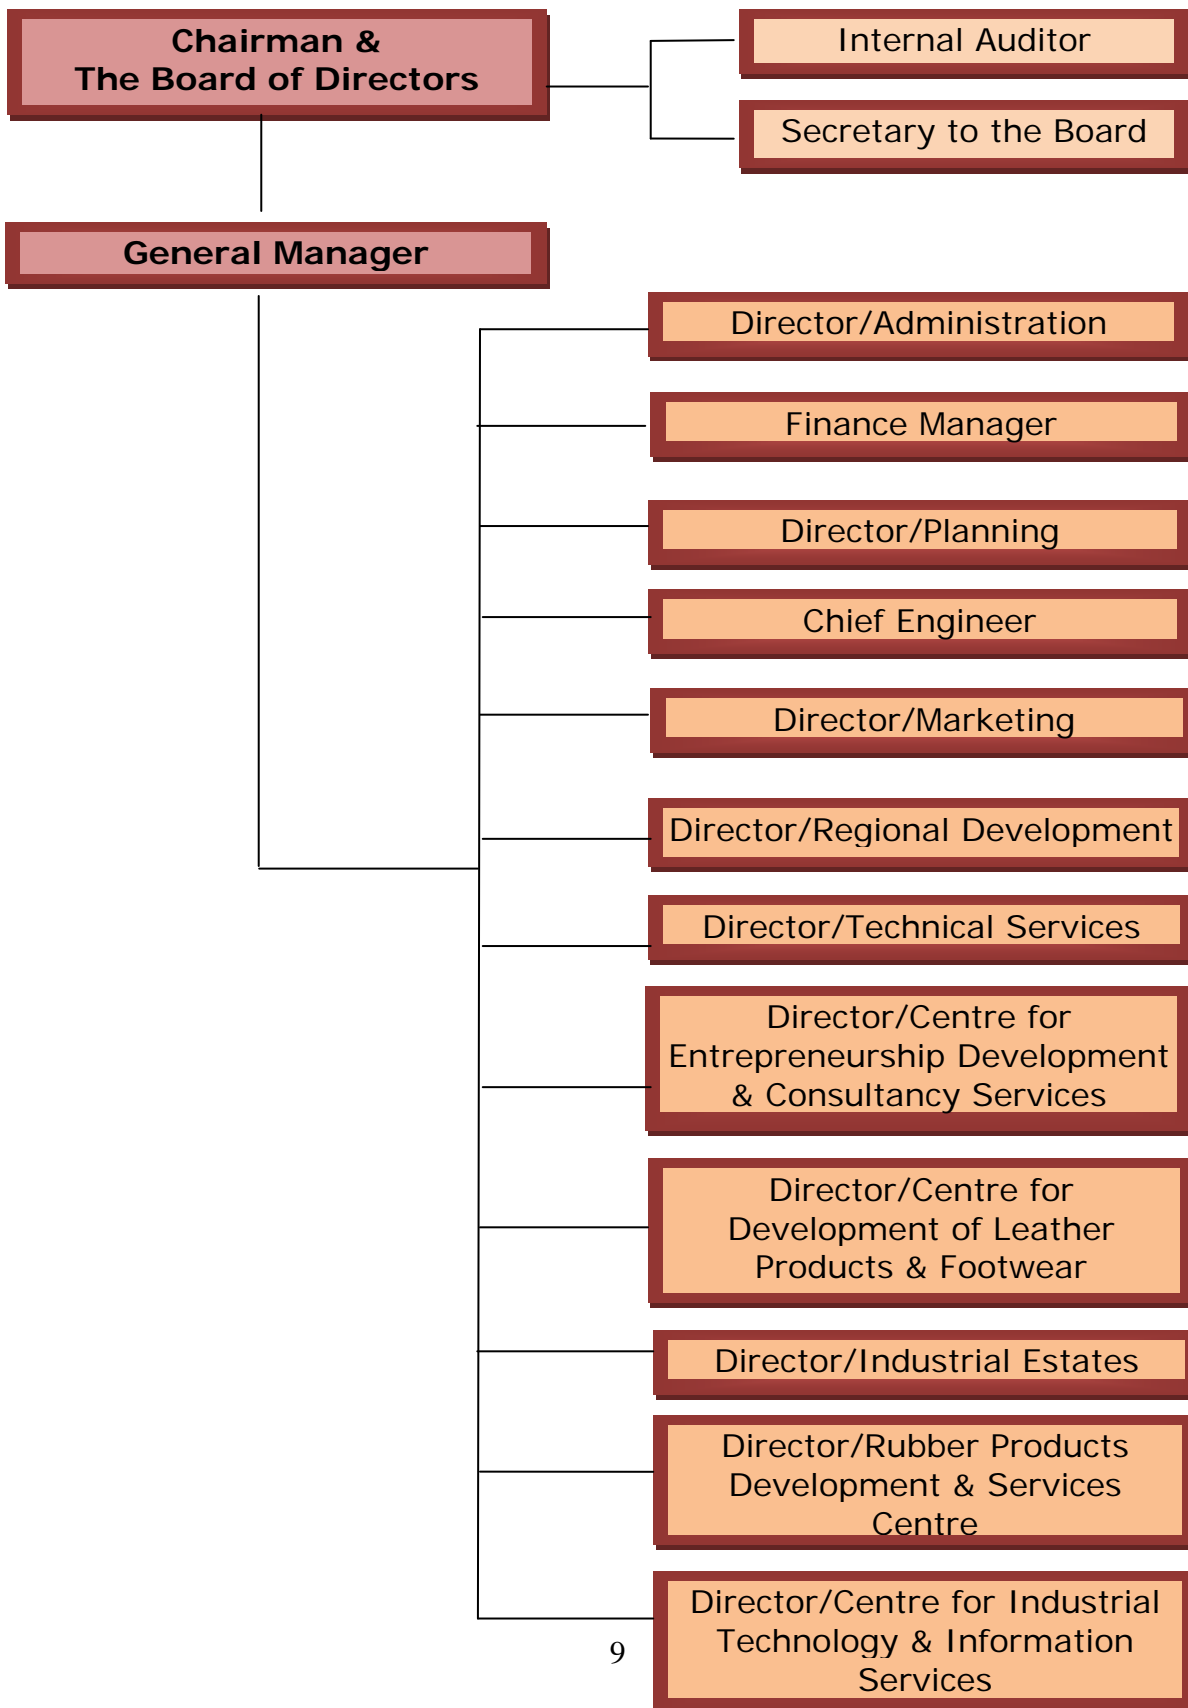 Chairman &
The Board of Directors
Internal Auditor
Secretary to the Board
General Manager
Director/Administration
Finance Manager
Director/Planning
Chief Engineer
Director/Marketing
Director/Regional Development
Director/Technical Services
Director/Centre for
Entrepreneurship Development
& Consultancy Services
Director/Centre for
Development of Leather
Products & Footwear
Director/Industrial Estates
Director/Rubber Products
Development & Services
Centre
Director/Centre for Industrial
Technology & Information
Services
9